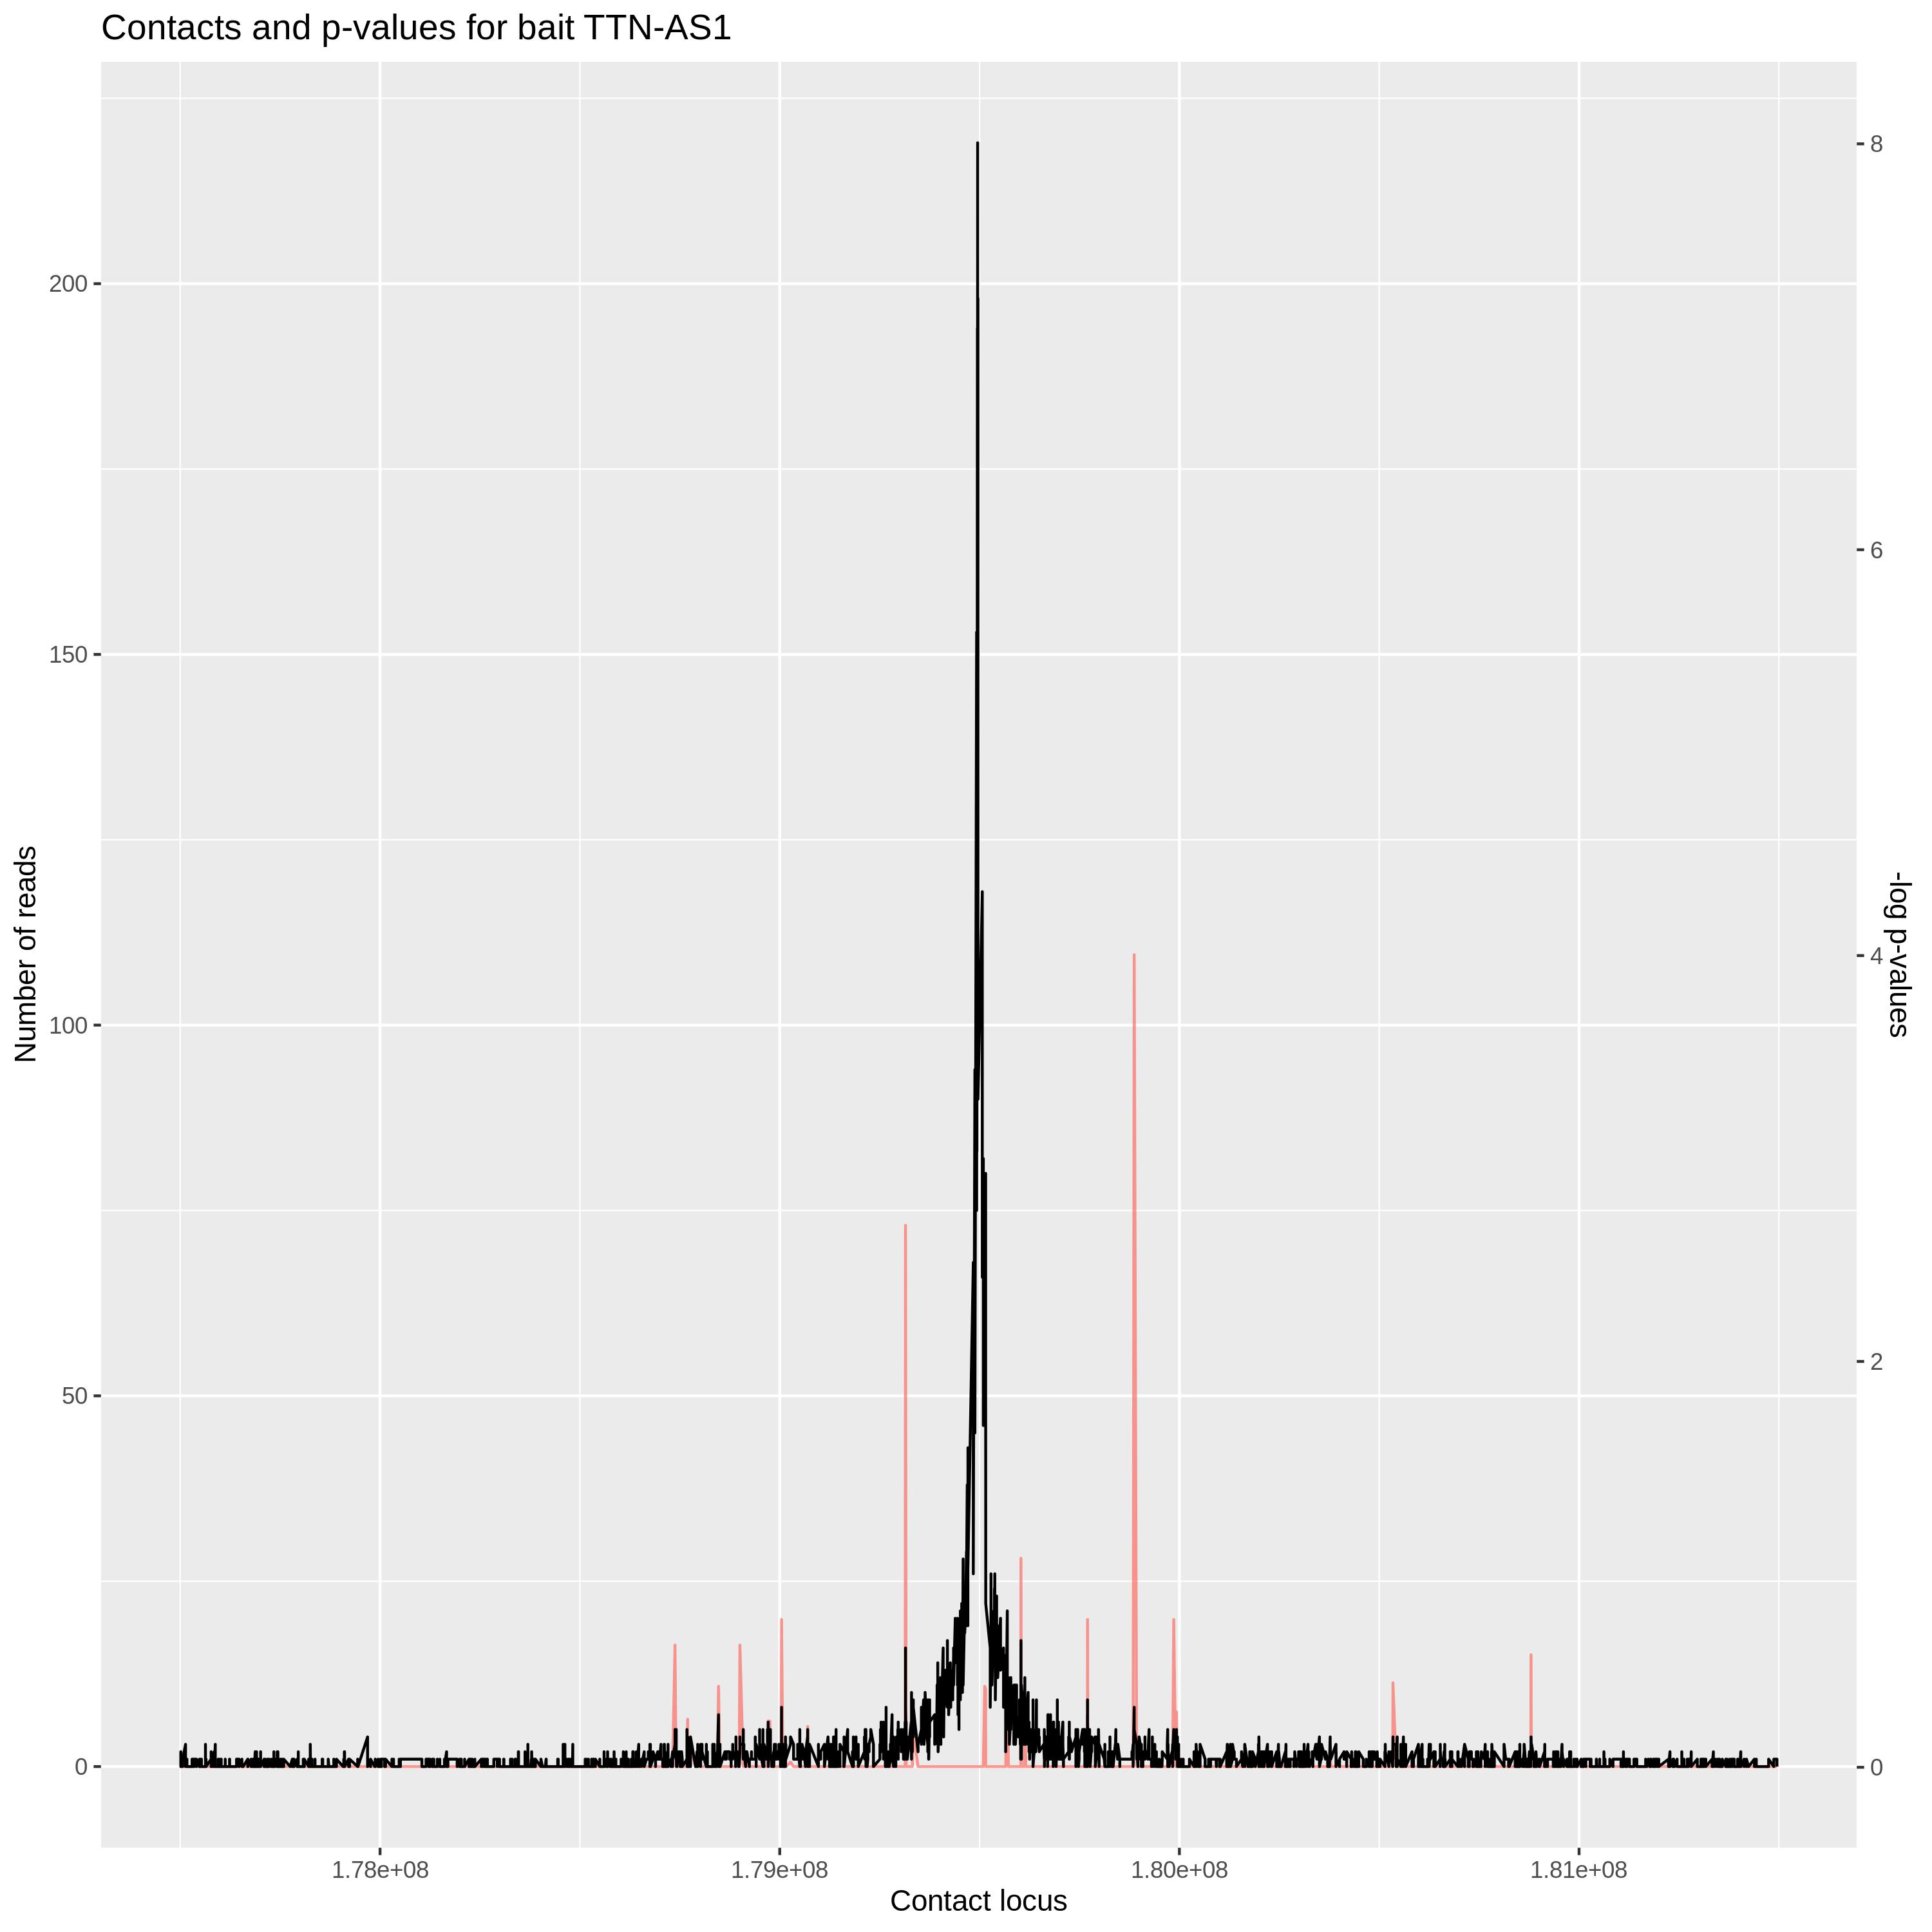 Contacts and p-values for bait TTN-AS1
Number of reads
200
150
100
50
0
8
6
4
2
0
-log p-values
1.78e+08
1.79e+08
1.80e+08
1.81e+08
Contact locus